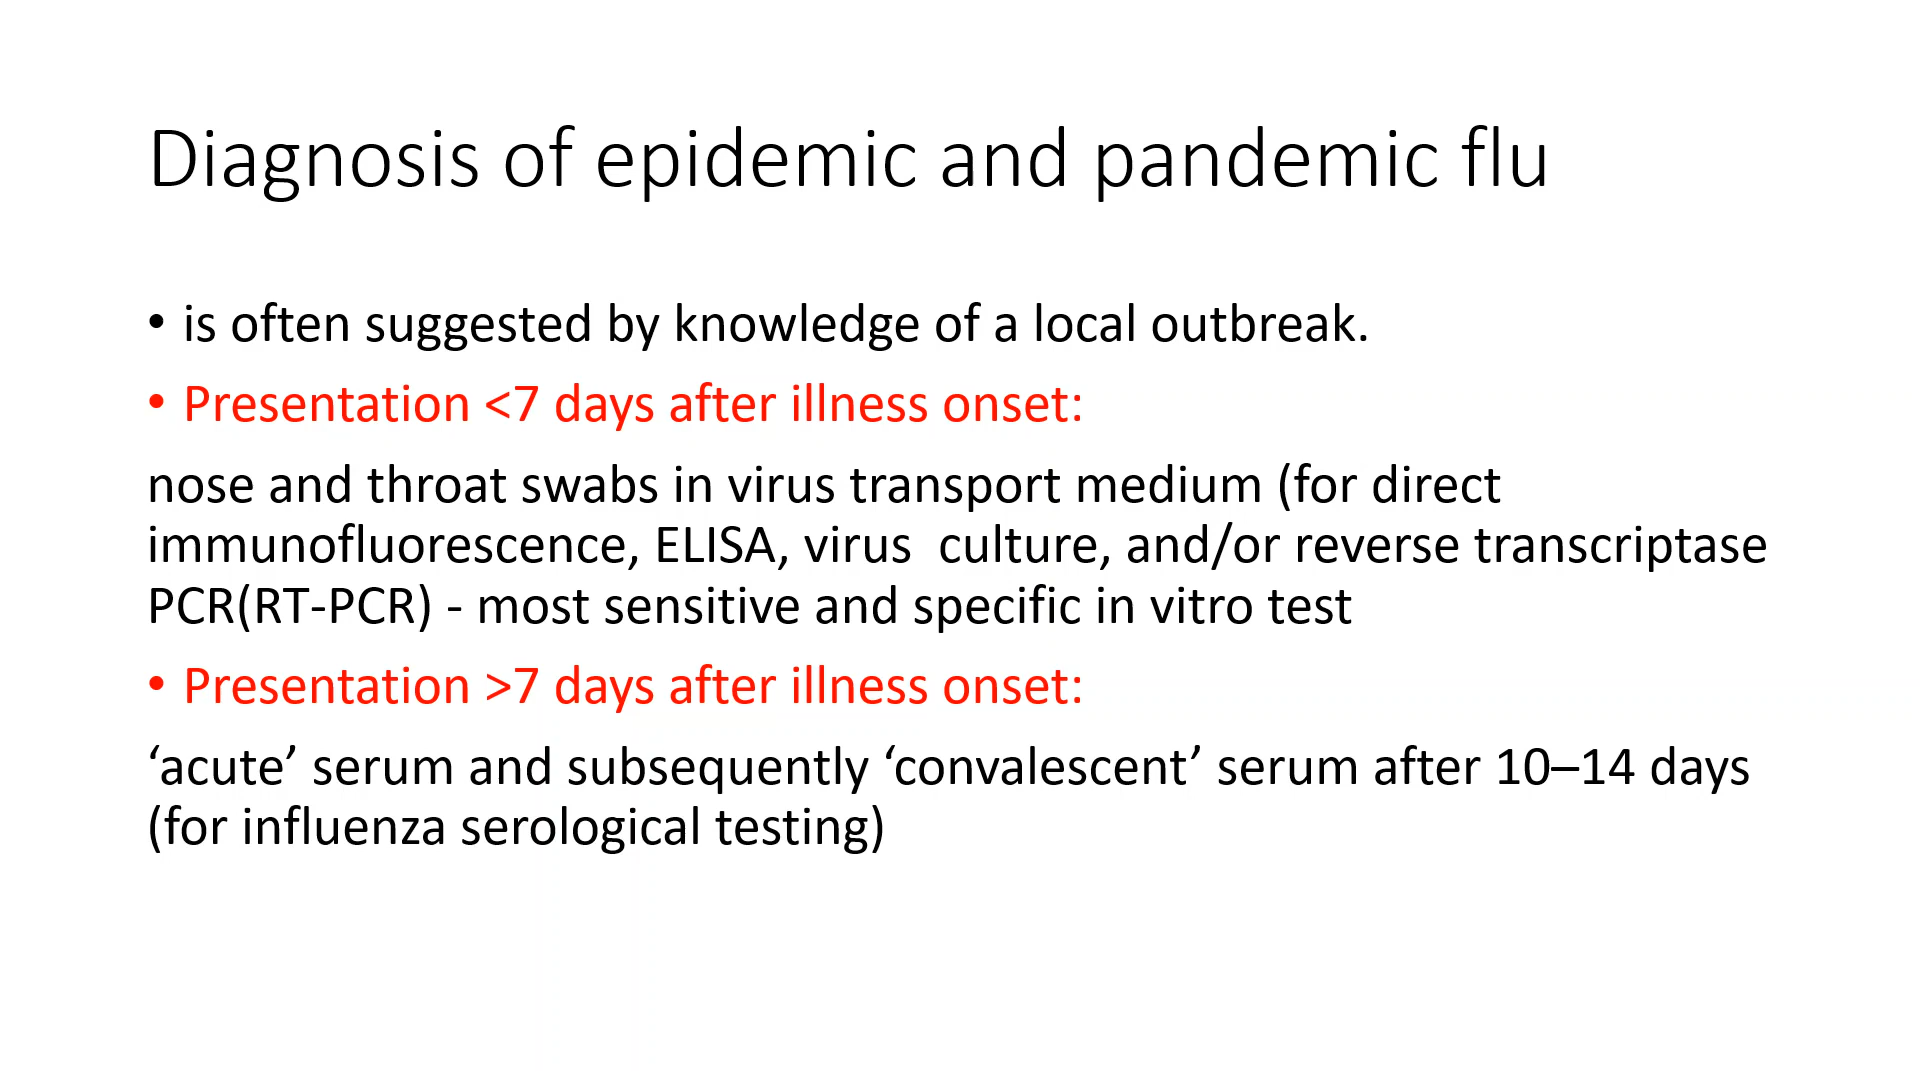 Diagnosis of epidemic and pandemic flu
• is often suggested by knowledge of a local outbreak.
• Presentation <7 days after illness onset:
nose and throat swabs in virus transport medium (for direct
immunofluorescence, ELISA, virus  culture, and/or reverse transcriptase
PCR(RT-PCR) - most sensitive and specific in vitro test
• Presentation >7 days after illness onset:
‘acute’ serum and subsequently ‘convalescent’ serum after 10–14 days
(for influenza serological testing)